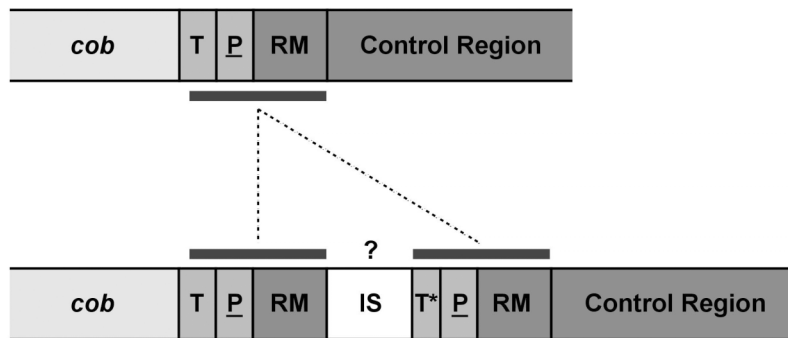 cob T P RM Control Region
?
cob T P RM IS T* P RM Control Region